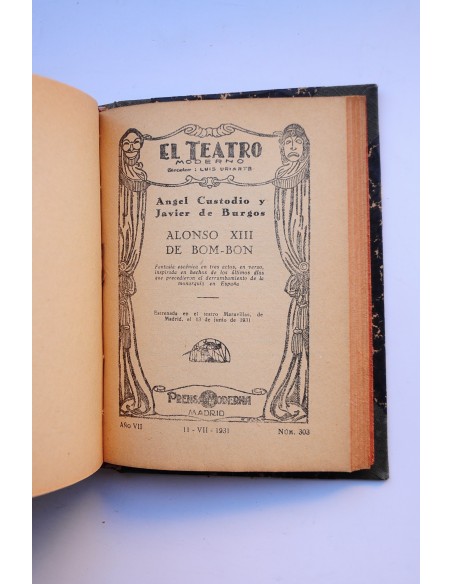 EL TEATRO
MODERNO
Director: LUIS URIARTE
Angel Custodio y
Javier de Burgos
ALONSO XIII
DE BOM-BON
Fantasía escénica en tres actos, en verso,
inspirada en hechos de los últimos días
que precedieron al derrumbamiento de la
monarquía en España
Estrenada en el teatro Maravillas, de
Madrid, el 13 de junio de 1931
PRENSA MODERNA
MADRID
AÑO VII 11 - VII - 1931 NÚM. 303